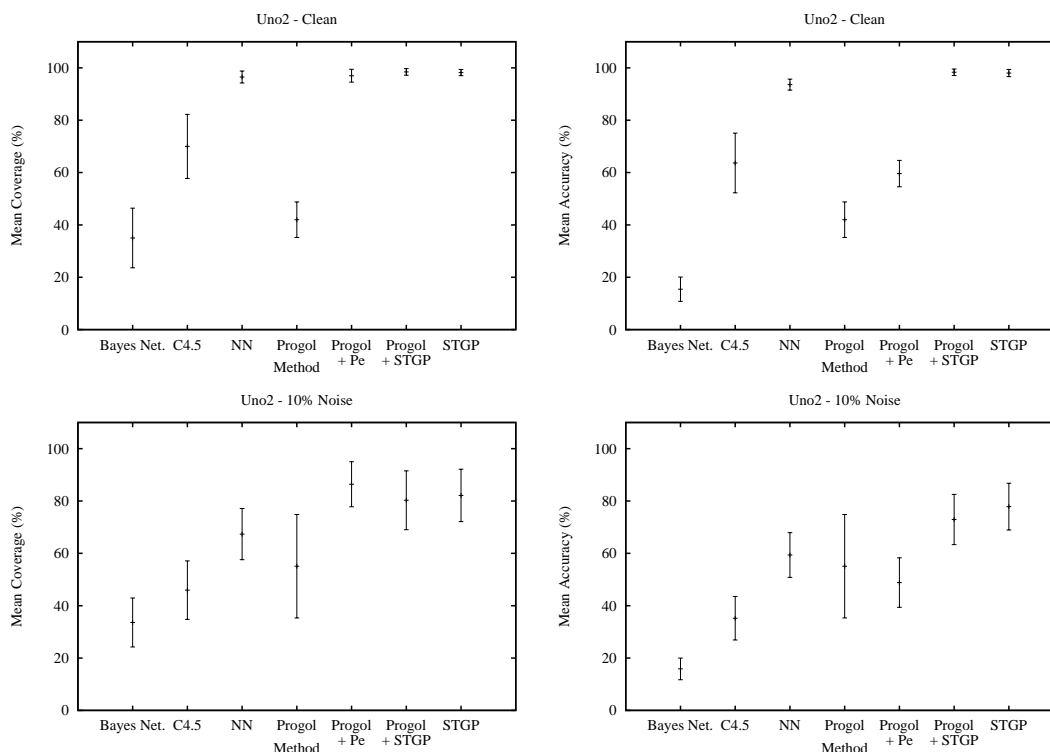 Uno2 - Clean
Mean Coverage (%)
100
80
60
40
20
0
Bayes Net. C4.5 NN Progol Progol + Pe Progol + STGP STGP
Method
Uno2 - Clean
Mean Accuracy (%)
100
80
60
40
20
0
Bayes Net. C4.5 NN Progol Progol + Pe Progol + STGP STGP
Method
Uno2 - 10% Noise
Mean Coverage (%)
100
80
60
40
20
0
Bayes Net. C4.5 NN Progol Progol + Pe Progol + STGP STGP
Method
Uno2 - 10% Noise
Mean Accuracy (%)
100
80
60
40
20
0
Bayes Net. C4.5 NN Progol Progol + Pe Progol + STGP STGP
Method